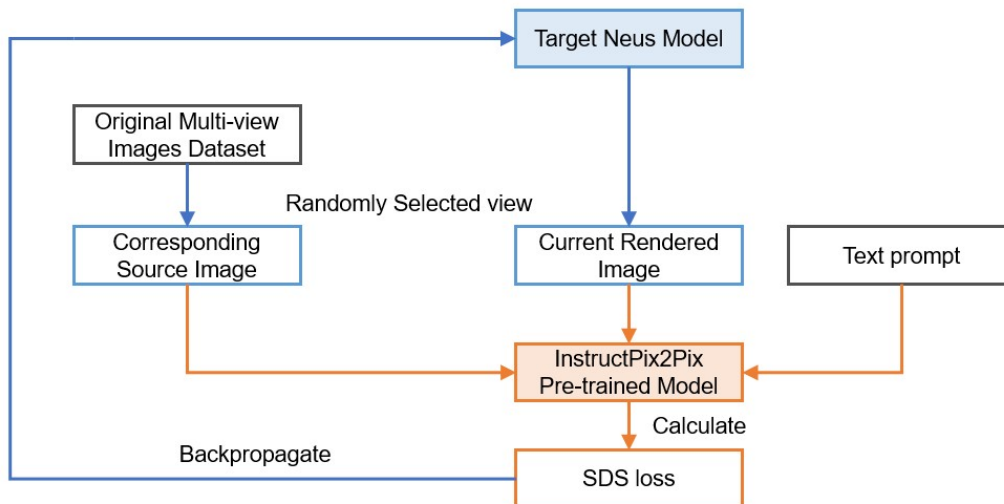 Target Neus Model
Original Multi-view
Images Dataset
Randomly Selected view
Corresponding
Source Image
Current Rendered
Image
Text prompt
InstructPix2Pix
Pre-trained Model
Calculate
Backpropagate
SDS loss